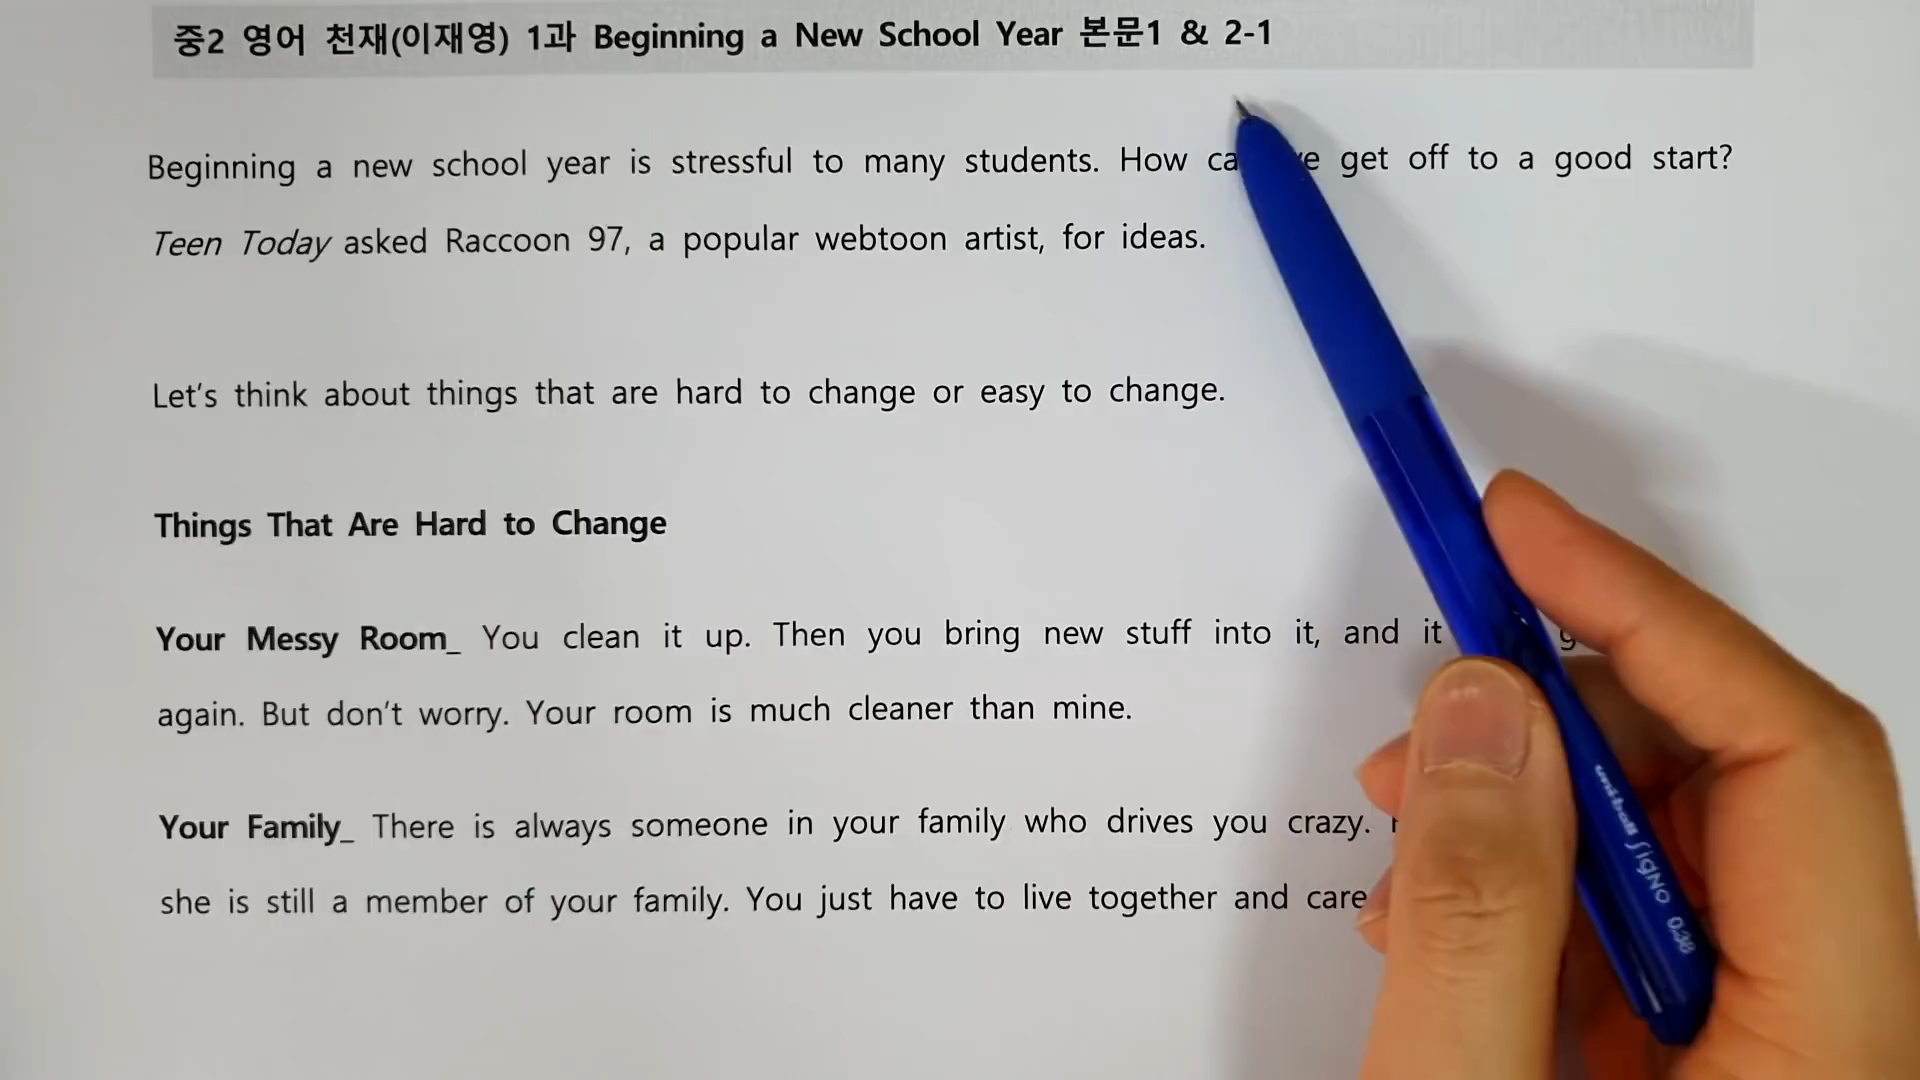 중2 영어 천재(이재영) 1과 Beginning a New School Year 본문1 & 2-1
Beginning a new school year is stressful to many students. How get off to a good start?
Teen Today asked Raccoon 97, a popular webtoon artist, for ideas.
Let's think about things that are hard to change or easy to change.
Things That Are Hard to Change
Your Messy Room_ You clean it up. Then you bring new stuff into it, and it
again. But don't worry. Your room is much cleaner than mine.
Your Family_ There is always someone in your family who drives you crazy.
she is still a member of your family. You just have to live together and care
uniball Signo 0.38